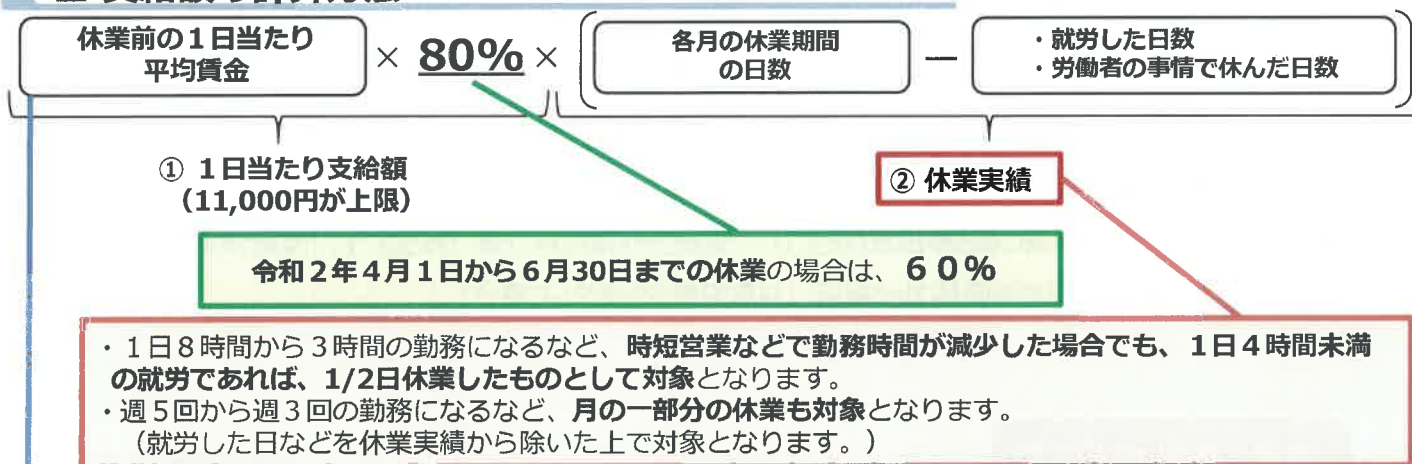 休業前の1日当たり
平均賃金
× 80% ×
各月の休業期間
の日数
―
・就労した日数
・労働者の事情で休んだ日数
① 1日当たり支給額
(11,000円が上限)
② 休業実績
令和2年4月1日から6月30日までの休業の場合は、60%
・1日8時間から3時間の勤務になるなど、時短営業などで勤務時間が減少した場合でも、1日4時間未満
の就労であれば、1/2日休業したものとして対象となります。
・週5回から週3回の勤務になるなど、月の一部分の休業も対象となります。
(就労した日などを休業実績から除いた上で対象となります。)